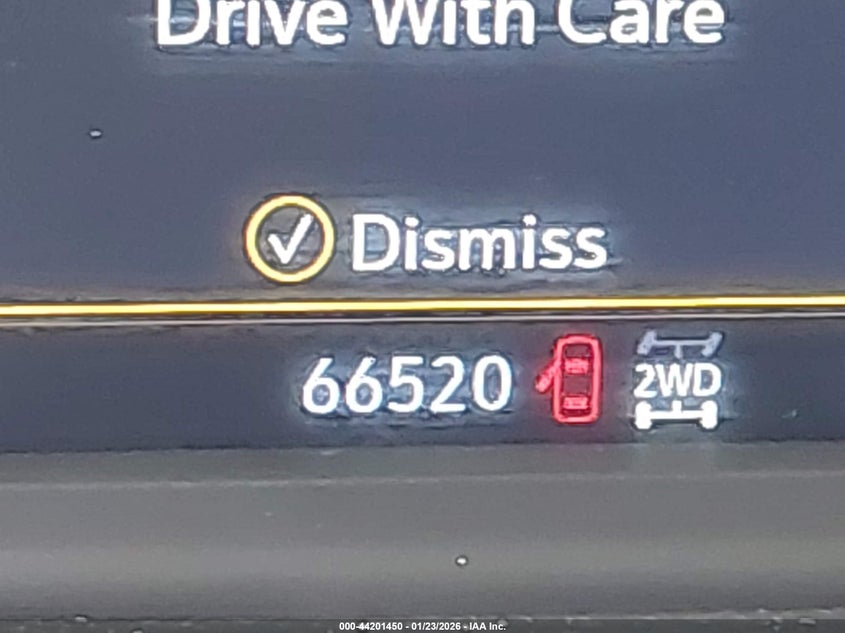 Drive With Care
Dismiss
66520
2WD
000-44201450 - 01/23/2026 - IAA Inc.